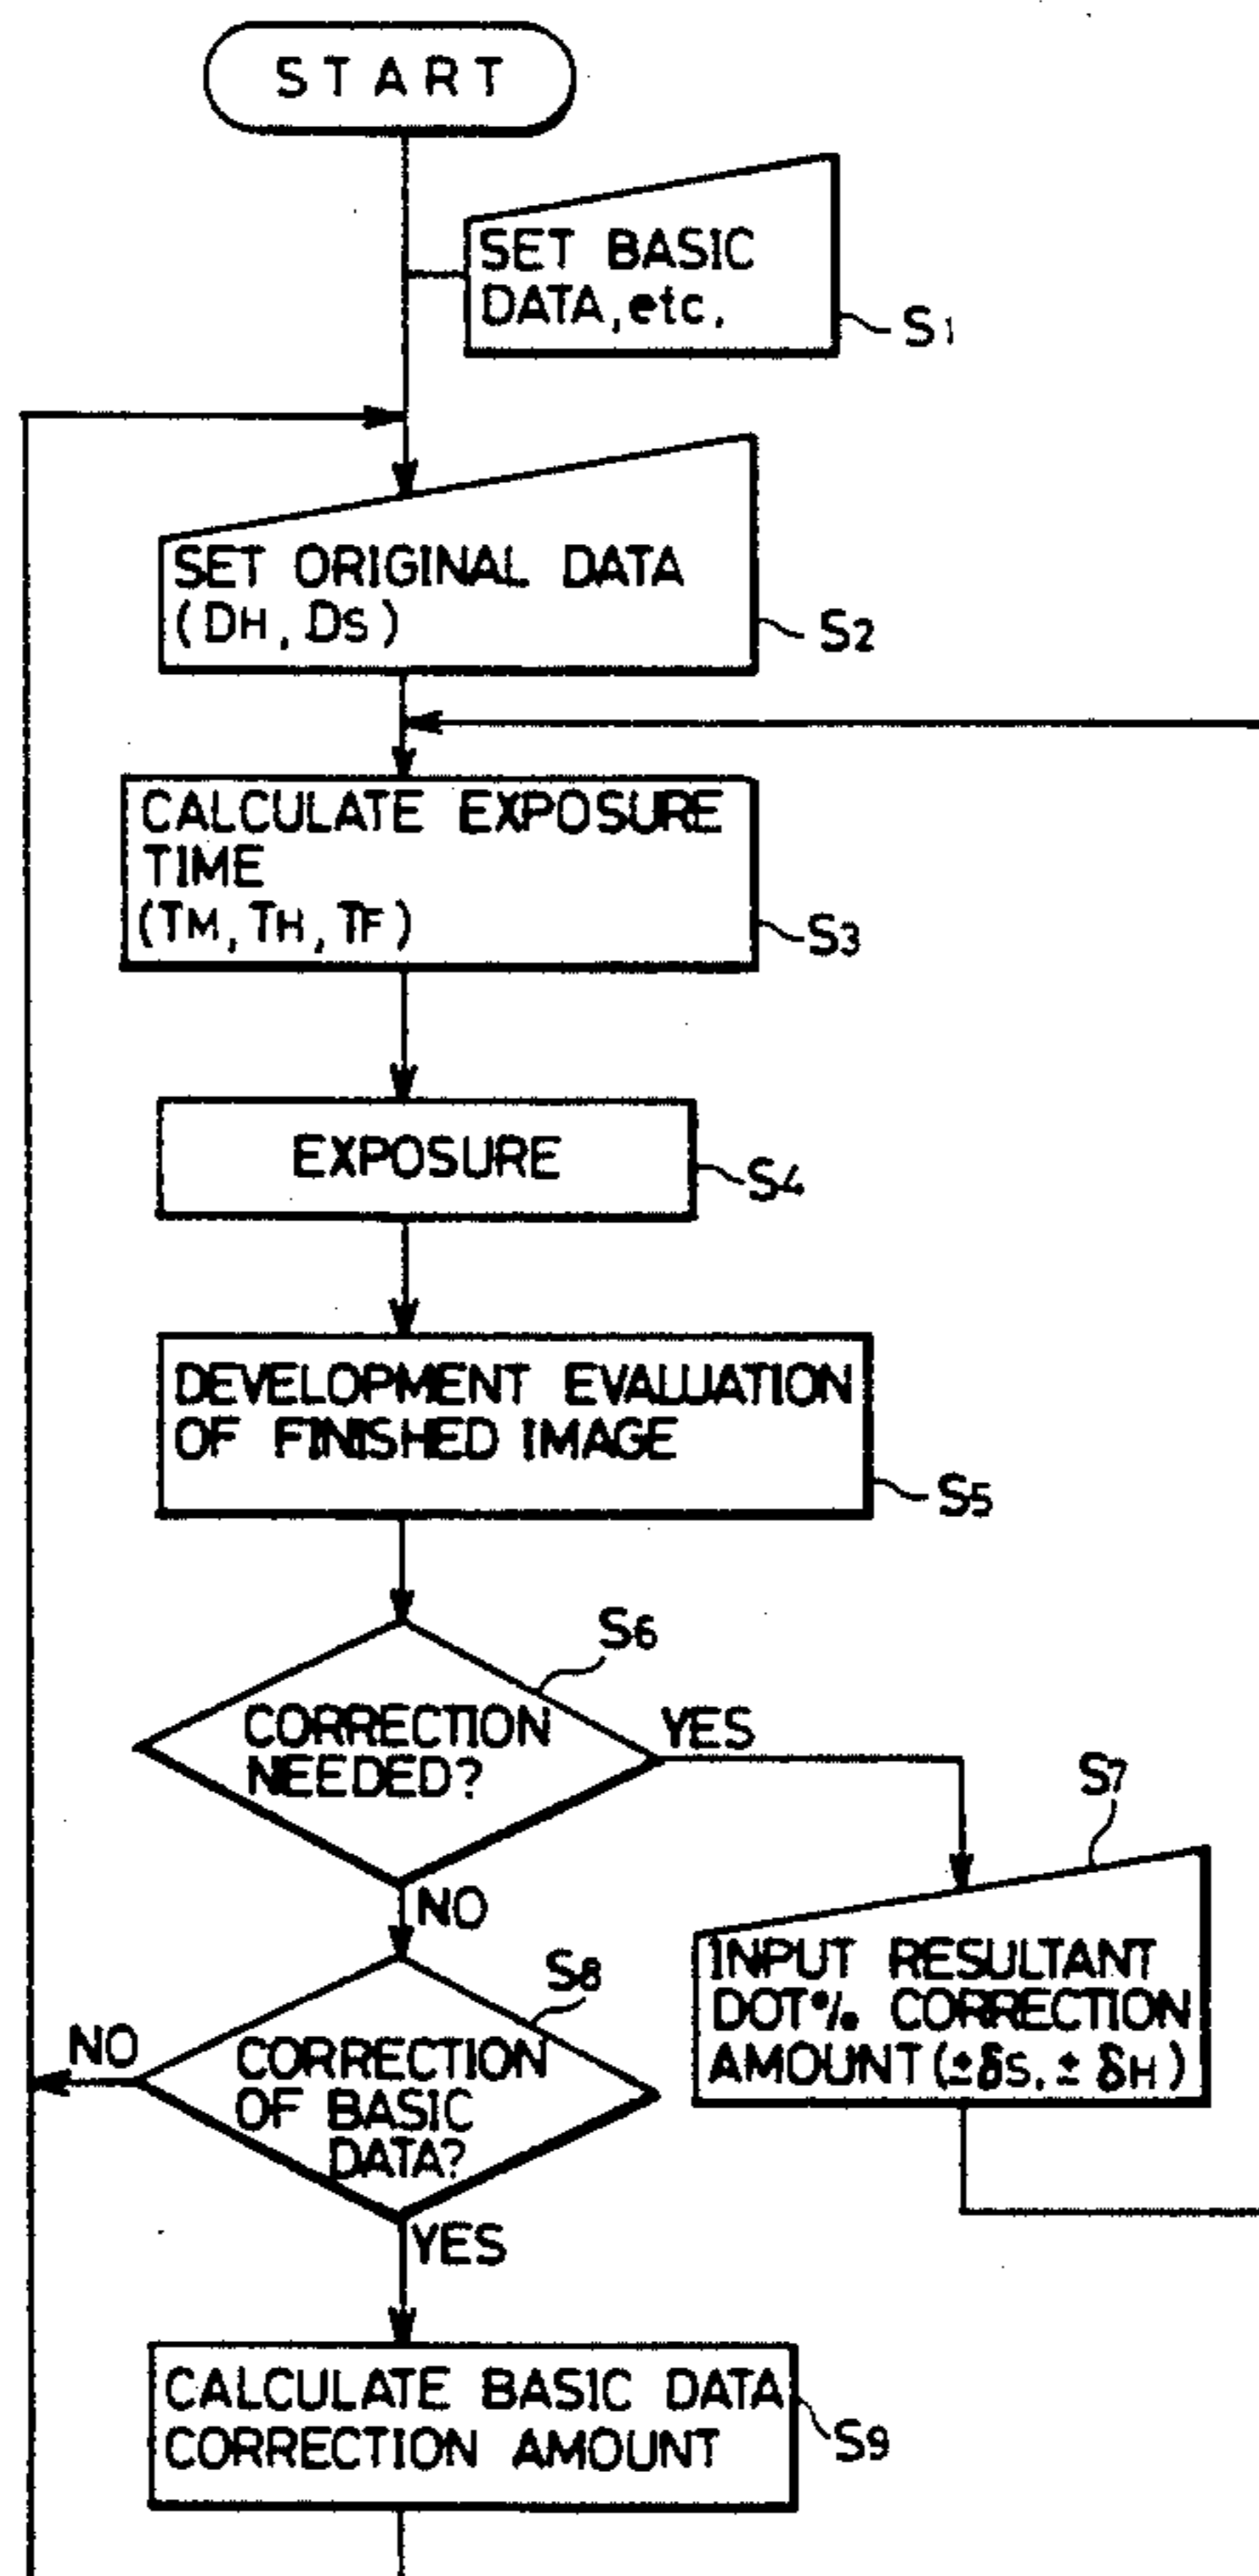 START
SET BASIC
DATA, etc.
S1
SET ORIGINAL DATA
(DH, DS)
S2
CALCULATE EXPOSURE
TIME
(TM, TH, TF)
S3
EXPOSURE
S4
DEVELOPMENT EVALUATION
OF FINISHED IMAGE
S5
S6
CORRECTION
NEEDED?
YES
NO
S7
INPUT RESULTANT
DOT% CORRECTION
AMOUNT (±δS, ±δH)
S8
NO
CORRECTION
OF BASIC
DATA?
YES
CALCULATE BASIC DATA
CORRECTION AMOUNT
S9